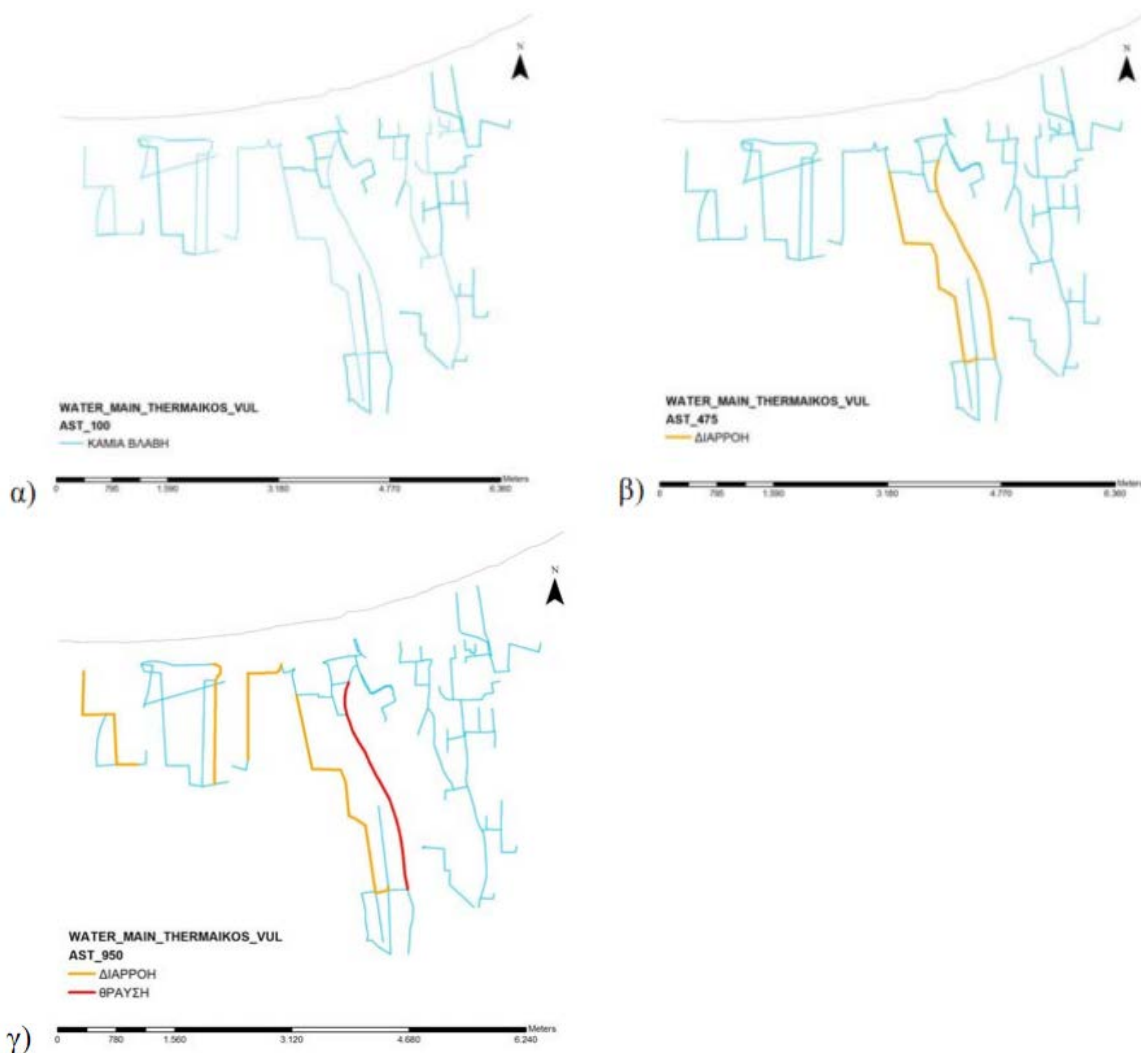 N
WATER_MAIN_THERMAIKOS_VUL
AST_100
ΚΑΜΙΑ ΒΛΑΒΗ
Meters
0 795 1.590 3.180 4.770 6.360
α)
N
WATER_MAIN_THERMAIKOS_VUL
AST_475
ΔΙΑΡΡΟΗ
Meters
0 795 1.590 3.180 4.770 6.360
β)
N
WATER_MAIN_THERMAIKOS_VUL
AST_950
ΔΙΑΡΡΟΗ
ΘΡΑΥΣΗ
Meters
0 780 1.560 3.120 4.680 6.240
γ)